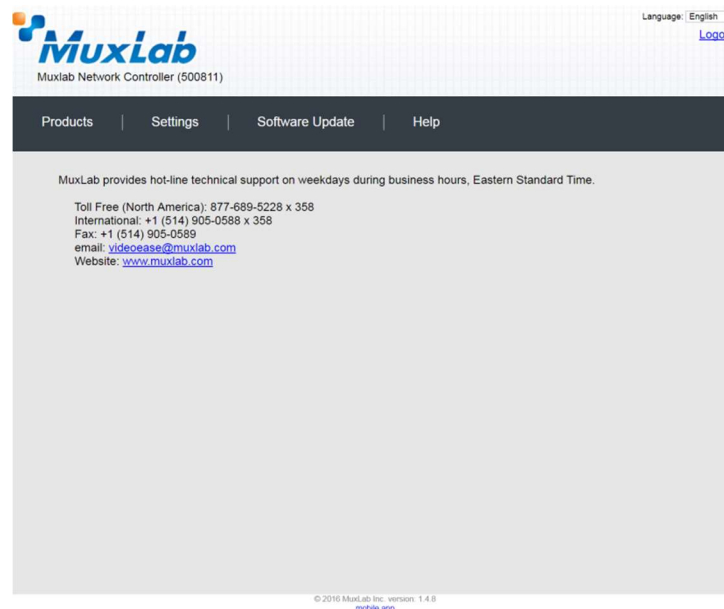 Language: English
Logo
MuxLab
Muxlab Network Controller (500811)
Products | Settings | Software Update | Help
MuxLab provides hot-line technical support on weekdays during business hours, Eastern Standard Time.
Toll Free (North America): 877-689-5228 x 358
International: +1 (514) 905-0588 x 358
Fax: +1 (514) 905-0589
email: videoease@muxlab.com
Website: www.muxlab.com
© 2016 MuxLab Inc. version: 1.4.8
mobile app